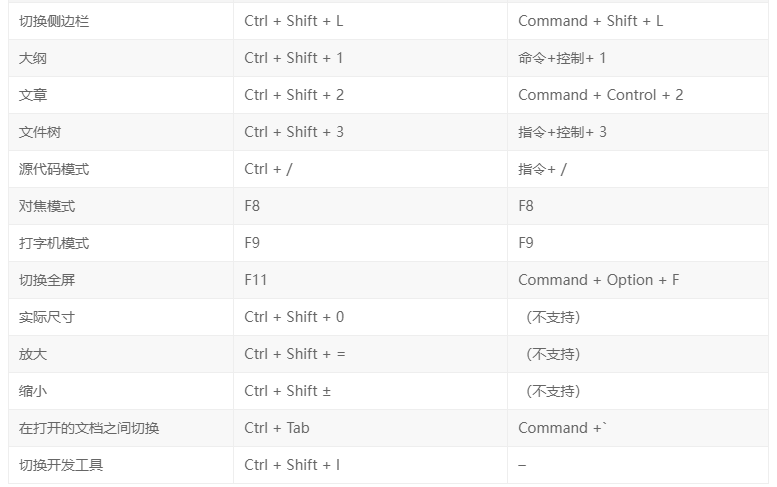 切换侧边栏 Ctrl + Shift + L Command + Shift + L
大纲 Ctrl + Shift + 1 命令+控制+ 1
文章 Ctrl + Shift + 2 Command + Control + 2
文件树 Ctrl + Shift + 3 指令+控制+ 3
源代码模式 Ctrl + / 指令+ /
对焦模式 F8 F8
打字机模式 F9 F9
切换全屏 F11 Command + Option + F
实际尺寸 Ctrl + Shift + 0 （不支持）
放大 Ctrl + Shift + = （不支持）
缩小 Ctrl + Shift ± （不支持）
在打开的文档之间切换 Ctrl + Tab Command +`
切换开发工具 Ctrl + Shift + I –